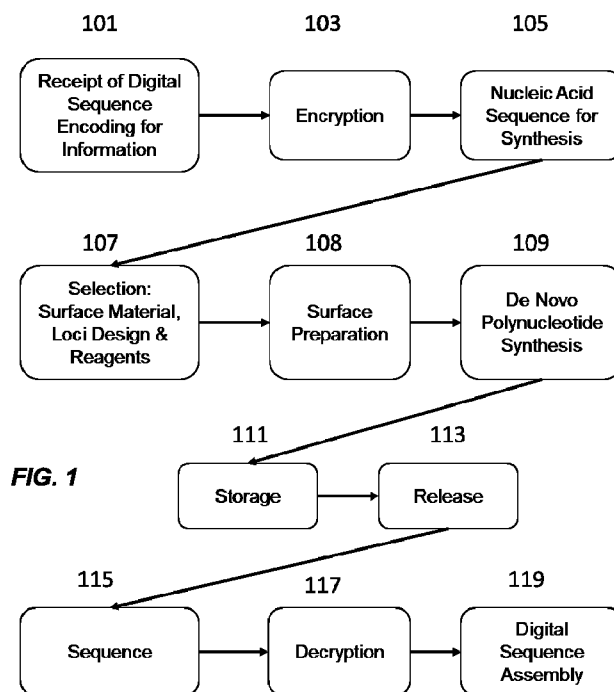 101
103
105
Receipt of Digital
Sequence
Encoding for
Information
Encryption
Nucleic Acid
Sequence for
Synthesis
107
108
109
Selection:
Surface Material,
Loci Design &
Reagents
Surface
Preparation
De Novo
Polynucleotide
Synthesis
111
113
FIG. 1
Storage
Release
115
117
119
Sequence
Decryption
Digital
Sequence
Assembly